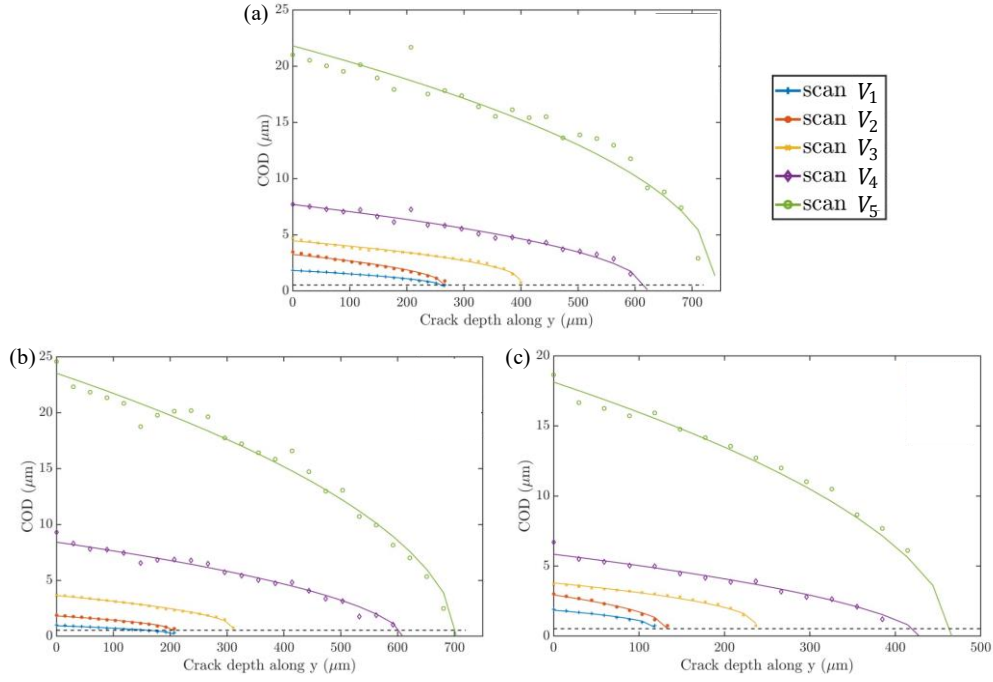 (a)
25
20
15
10
5
0
COD (μm)
0 100 200 300 400 500 600 700
Crack depth along y (μm)
scan V1
scan V2
scan V3
scan V4
scan V5
(b)
25
20
15
10
5
0
COD (μm)
0 100 200 300 400 500 600 700
Crack depth along y (μm)
(c)
20
15
10
5
0
COD (μm)
0 100 200 300 400 500
Crack depth along y (μm)